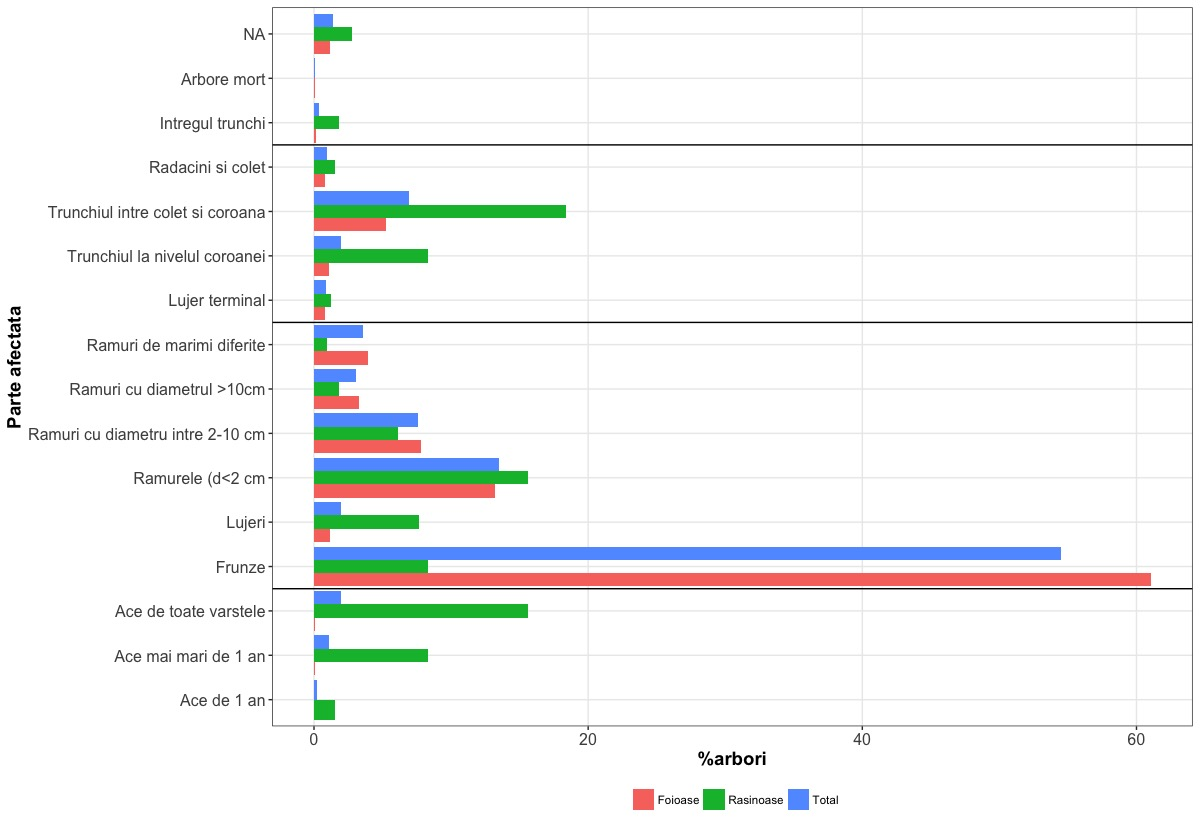 NA
Arbore mort
Intregul trunchi
Radacini si colet
Trunchiul intre colet si coroana
Trunchiul la nivelul coroanei
Lujer terminal
Ramuri de marimi diferite
Ramuri cu diametrul >10cm
Ramuri cu diametru intre 2-10 cm
Ramurele (d<2 cm
Lujeri
Frunze
Ace de toate varstele
Ace mai mari de 1 an
Ace de 1 an
Parte afectata
0 20 40 60
%arbori
Foioase Rasinoase Total